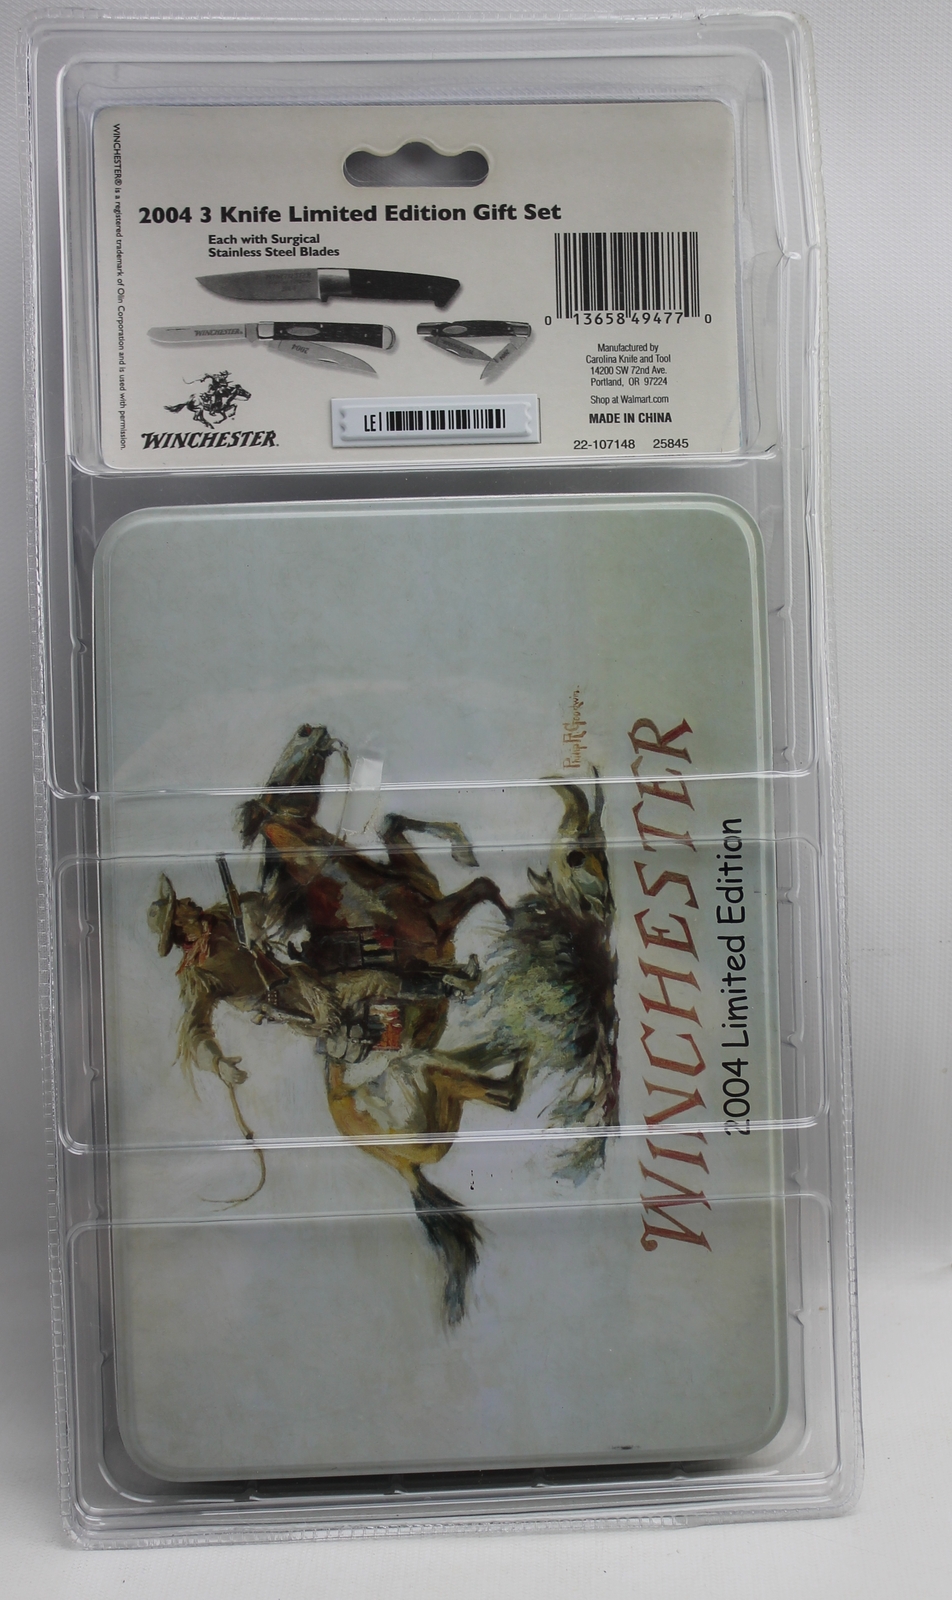 WINCHESTER® is a registered trademark of Olin Corporation and is used with permission.
2004 3 Knife Limited Edition Gift Set
Each with Surgical
Stainless Steel Blades
WINCHESTER
0 13658 49477 0
Manufactured by
Carolina Knife and Tool
14200 SW 72nd Ave.
Portland, OR 97224
Shop at Walmart.com
MADE IN CHINA
22-107148 25845
LE
WINCHESTER
Philip R. Goodwin
WINCHESTER
2004 Limited Edition